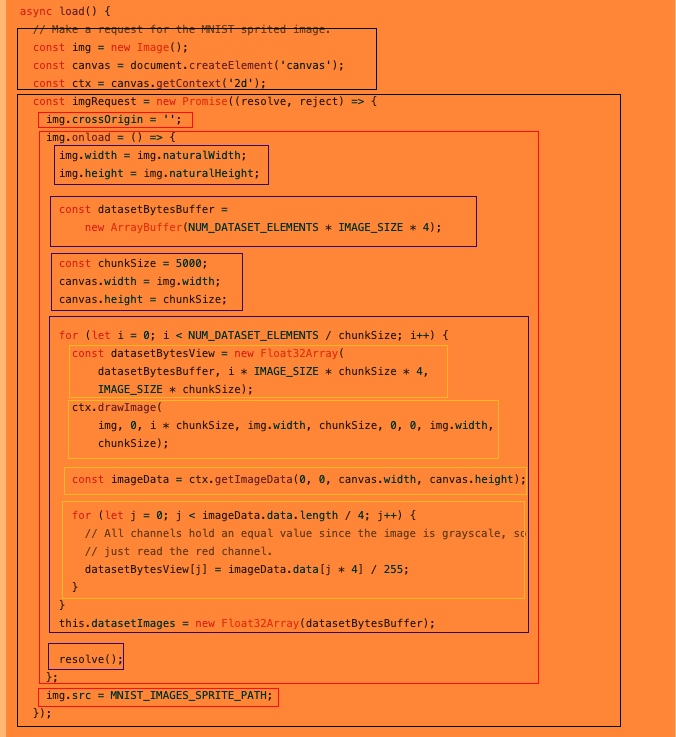 async load() {
// Make a request for the MNIST sprited image.
const img = new Image();
const canvas = document.createElement('canvas');
const ctx = canvas.getContext('2d');
const imgRequest = new Promise((resolve, reject) => {
img.crossOrigin = '';
img.onload = () => {
img.width = img.naturalWidth;
img.height = img.naturalHeight;
const datasetBytesBuffer =
new ArrayBuffer(NUM_DATASET_ELEMENTS * IMAGE_SIZE * 4);
const chunkSize = 5000;
canvas.width = img.width;
canvas.height = chunkSize;
for (let i = 0; i < NUM_DATASET_ELEMENTS / chunkSize; i++) {
const datasetBytesView = new Float32Array(
datasetBytesBuffer, i * IMAGE_SIZE * chunkSize * 4,
IMAGE_SIZE * chunkSize);
ctx.drawImage(
img, 0, i * chunkSize, img.width, chunkSize, 0, 0, img.width,
chunkSize);
const imageData = ctx.getImageData(0, 0, canvas.width, canvas.height);
for (let j = 0; j < imageData.data.length / 4; j++) {
// All channels hold an equal value since the image is grayscale, so
// just read the red channel.
datasetBytesView[j] = imageData.data[j * 4] / 255;
}
}
this.datasetImages = new Float32Array(datasetBytesBuffer);
resolve();
};
img.src = MNIST_IMAGES_SPRITE_PATH;
});